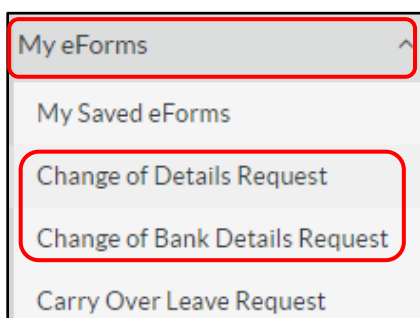 My eForms
My Saved eForms
Change of Details Request
Change of Bank Details Request
Carry Over Leave Request